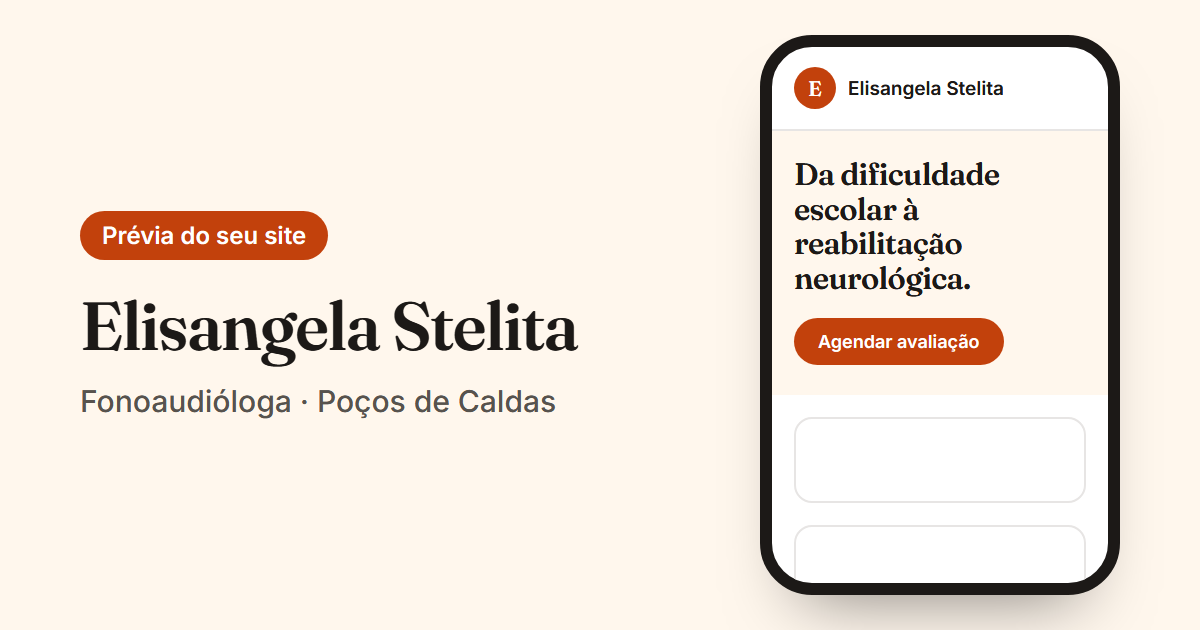 Prévia do seu site
Elisangela Stelita
Fonoaudióloga · Poços de Caldas
E
Elisangela Stelita
Da dificuldade
escolar à
reabilitação
neurológica.
Agendar avaliação